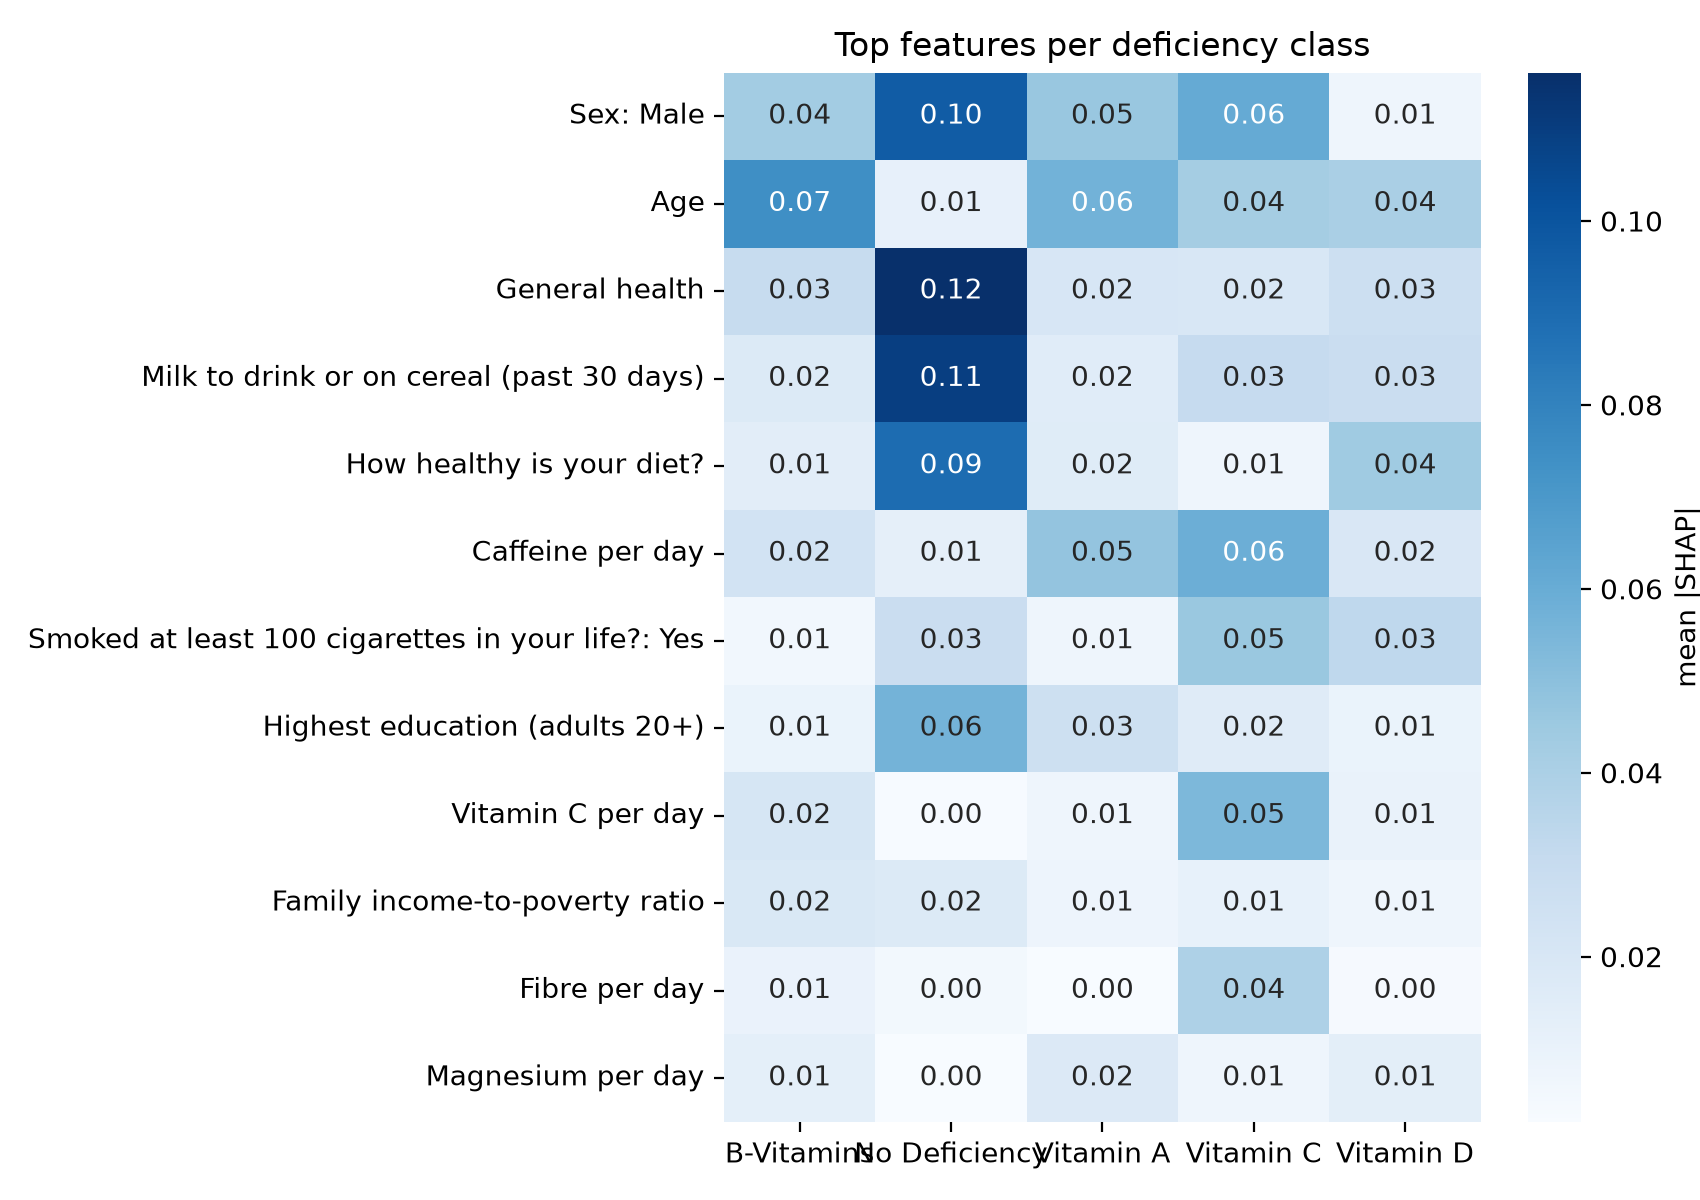 Top features per deficiency class
Sex: Male 0.04 0.10 0.05 0.06 0.01
Age 0.07 0.01 0.06 0.04 0.04
General health 0.03 0.12 0.02 0.02 0.03
Milk to drink or on cereal (past 30 days) 0.02 0.11 0.02 0.03 0.03
How healthy is your diet? 0.01 0.09 0.02 0.01 0.04
Caffeine per day 0.02 0.01 0.05 0.06 0.02
Smoked at least 100 cigarettes in your life?: Yes 0.01 0.03 0.01 0.05 0.03
Highest education (adults 20+) 0.01 0.06 0.03 0.02 0.01
Vitamin C per day 0.02 0.00 0.01 0.05 0.01
Family income-to-poverty ratio 0.02 0.02 0.01 0.01 0.01
Fibre per day 0.01 0.00 0.00 0.04 0.00
Magnesium per day 0.01 0.00 0.02 0.01 0.01
B-Vitamins No Deficiency Vitamin A Vitamin C Vitamin D
0.10
0.08
0.06
0.04
0.02
mean |SHAP|